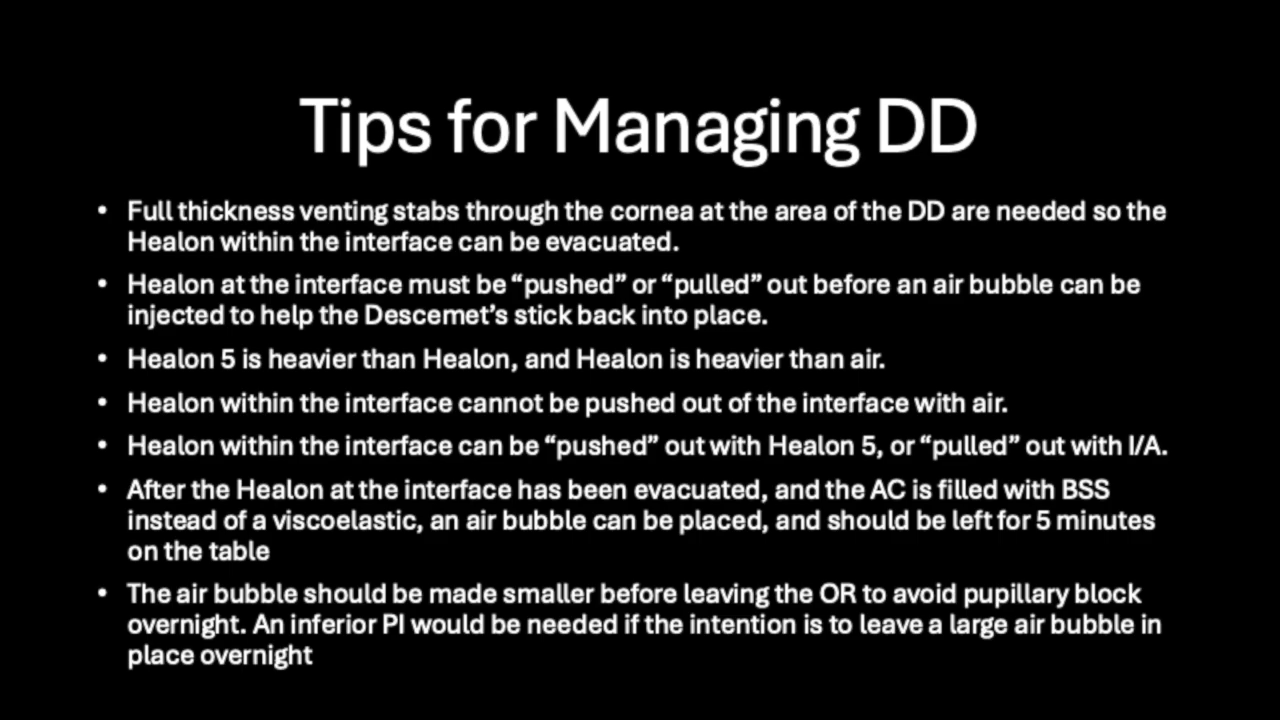 Tips for Managing DD
• Full thickness venting stabs through the cornea at the area of the DD are needed so the
Healon within the interface can be evacuated.
• Healon at the interface must be “pushed” or “pulled” out before an air bubble can be
injected to help the Descemet’s stick back into place.
• Healon 5 is heavier than Healon, and Healon is heavier than air.
• Healon within the interface cannot be pushed out of the interface with air.
• Healon within the interface can be “pushed” out with Healon 5, or “pulled” out with I/A.
• After the Healon at the interface has been evacuated, and the AC is filled with BSS
instead of a viscoelastic, an air bubble can be placed, and should be left for 5 minutes
on the table
• The air bubble should be made smaller before leaving the OR to avoid pupillary block
overnight. An inferior PI would be needed if the intention is to leave a large air bubble in
place overnight